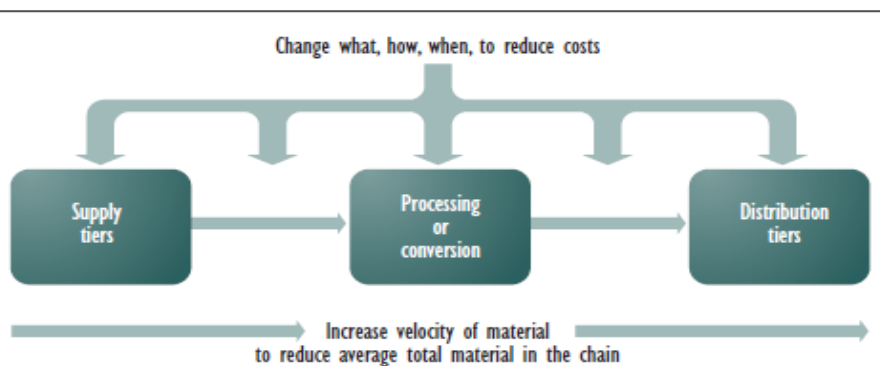 Change what, how, when, to reduce costs
Supply
tiers
Processing
or
conversion
Distribution
tiers
Increase velocity of material
to reduce average total material in the chain